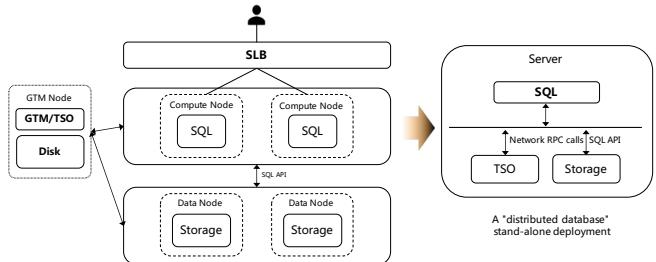 SLB
GTM Node
GTM/TSO
Disk
Compute Node
SQL
Compute Node
SQL
SQL API
Data Node
Storage
Data Node
Storage
Server
SQL
Network RPC calls
SQL API
TSO
Storage
A "distributed database"
stand-alone deployment